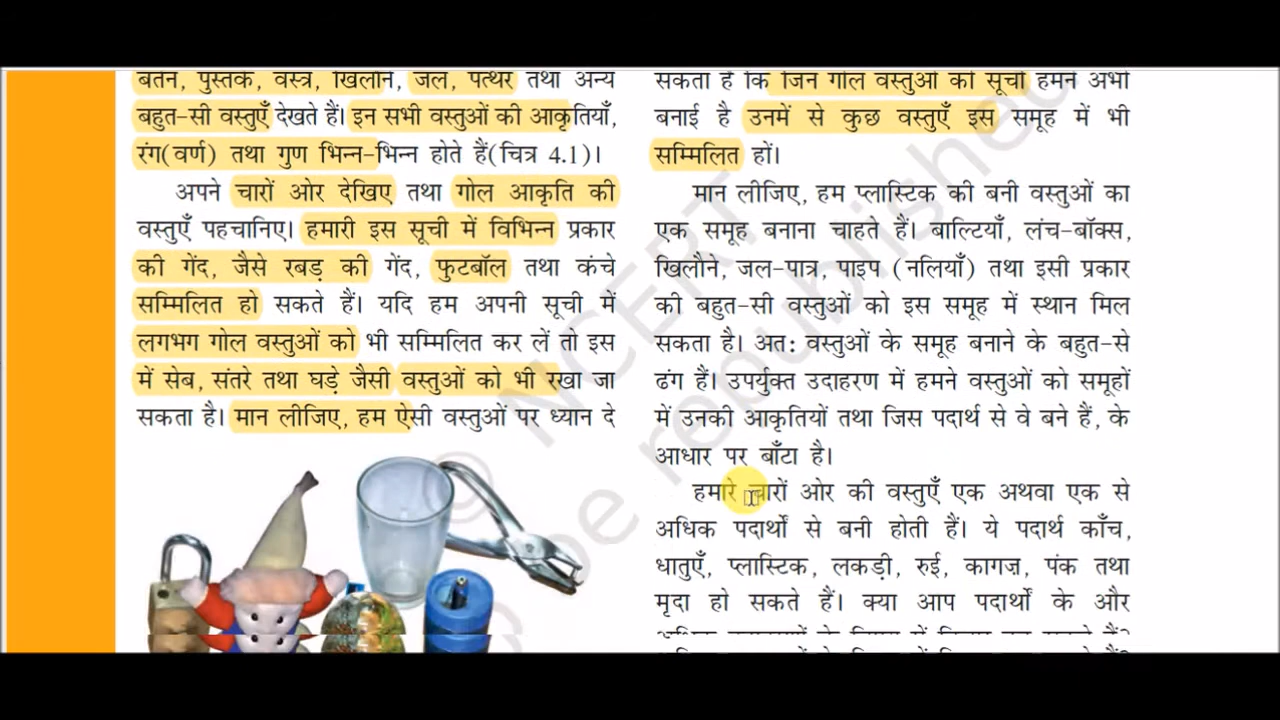 बर्तन, पुस्तकें, वस्त्र, खिलौने, जल, पत्थर तथा अन्य
बहुत-सी वस्तुएँ देखते हैं। इन सभी वस्तुओं की आकृतियाँ,
रंग(वर्ण) तथा गुण भिन्न-भिन्न होते हैं(चित्र 4.1)।
अपने चारों ओर देखिए तथा गोल आकृति की
वस्तुएँ पहचानिए। हमारी इस सूची में विभिन्न प्रकार
की गेंद, जैसे रबड़ की गेंद, फुटबॉल तथा कंचे
सम्मिलित हो सकते हैं। यदि हम अपनी सूची में
लगभग गोल वस्तुओं को भी सम्मिलित कर लें तो इस
में सेब, संतरे तथा घड़े जैसी वस्तुओं को भी रखा जा
सकता है। मान लीजिए, हम ऐसी वस्तुओं पर ध्यान दे
सकता है कि जिन गोल वस्तुओं की सूची हमने अभी
बनाई है उनमें से कुछ वस्तुएँ इस समूह में भी
सम्मिलित हों।
मान लीजिए, हम प्लास्टिक की बनी वस्तुओं का
एक समूह बनाना चाहते हैं। बाल्टियाँ, लंच-बॉक्स,
खिलौने, जल-पात्र, पाइप (नलियाँ) तथा इसी प्रकार
की बहुत-सी वस्तुओं को इस समूह में स्थान मिल
सकता है। अत: वस्तुओं के समूह बनाने के बहुत-से
ढंग हैं। उपर्युक्त उदाहरण में हमने वस्तुओं को समूहों
में उनकी आकृतियों तथा जिस पदार्थ से वे बने हैं, के
आधार पर बाँटा है।
हमारे चारों ओर की वस्तुएँ एक अथवा एक से
अधिक पदार्थों से बनी होती हैं। ये पदार्थ काँच,
धातुएँ, प्लास्टिक, लकड़ी, रुई, कागज, पंक तथा
मृदा हो सकते हैं। क्या आप पदार्थों के और
© NCERT
be republished